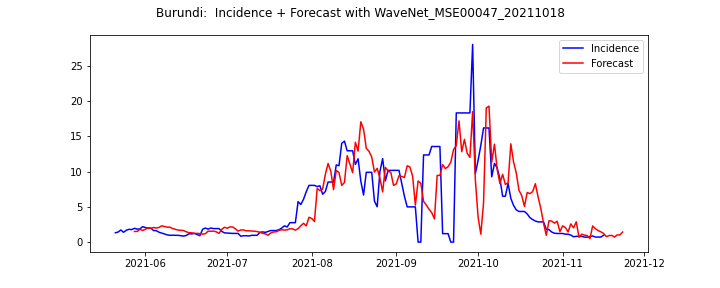 Burundi:  Incidence + Forecast with WaveNet_MSE00047_20211018
Incidence
Forecast
25
20
15
10
5
0
2021-06 2021-07 2021-08 2021-09 2021-10 2021-11 2021-12